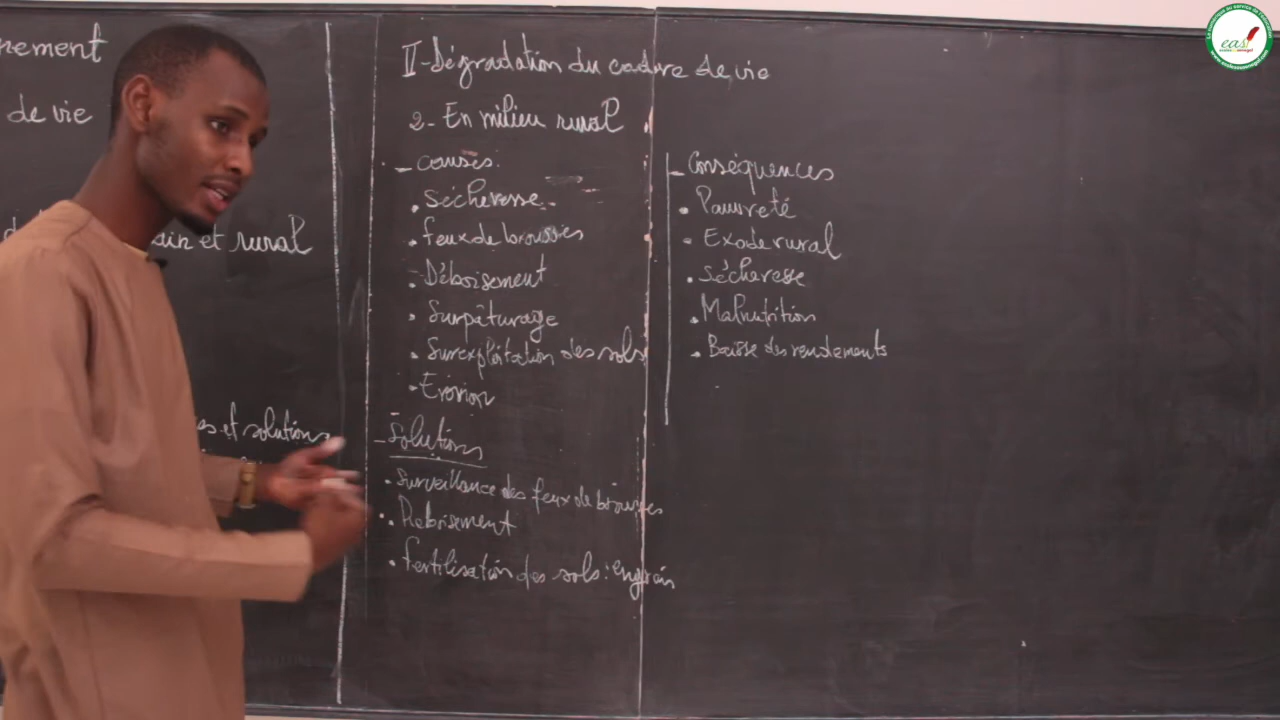 nement
de vie
ain et rural
es et solutions
II-Dégradation du cadre de vie
2- En milieu rural
- causes:
. Sécheresse.
. feux de brousses
- Déboisement
. Surpâturage
. Surexploitation des sols
. Erosion
- Solutions
. Surveillance des feux de brousses
. Reboisement
. Fertilisation des sols: engrais
- Conséquences
. Pauvreté
. Exode rural
. Sécheresse
. Malnutrition
. Baisse des rendements
easi